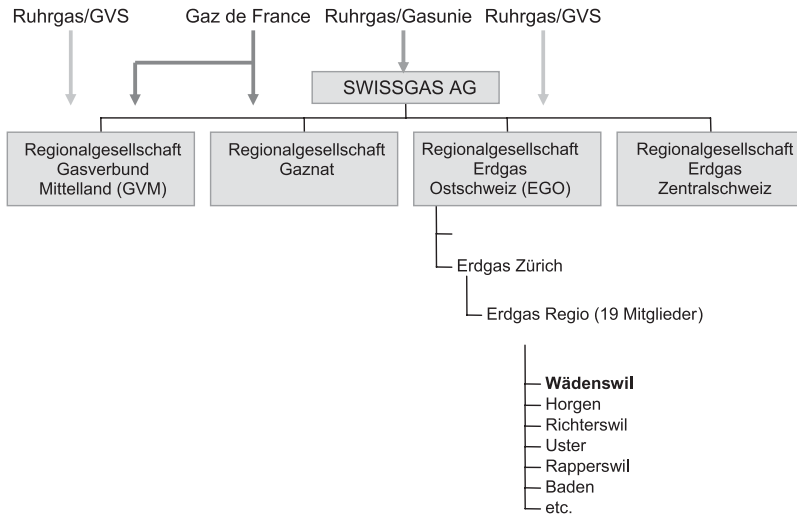 Ruhrgas/GVS Gaz de France Ruhrgas/Gasunie Ruhrgas/GVS
SWISSGAS AG
Regionalgesellschaft
Gasverbund
Mittelland (GVM)
Regionalgesellschaft
Gaznat
Regionalgesellschaft
Erdgas
Ostschweiz (EGO)
Regionalgesellschaft
Erdgas
Zentralschweiz
Erdgas Zürich
Erdgas Regio (19 Mitglieder)
Wädenswil
Horgen
Richterswil
Uster
Rapperswil
Baden
etc.